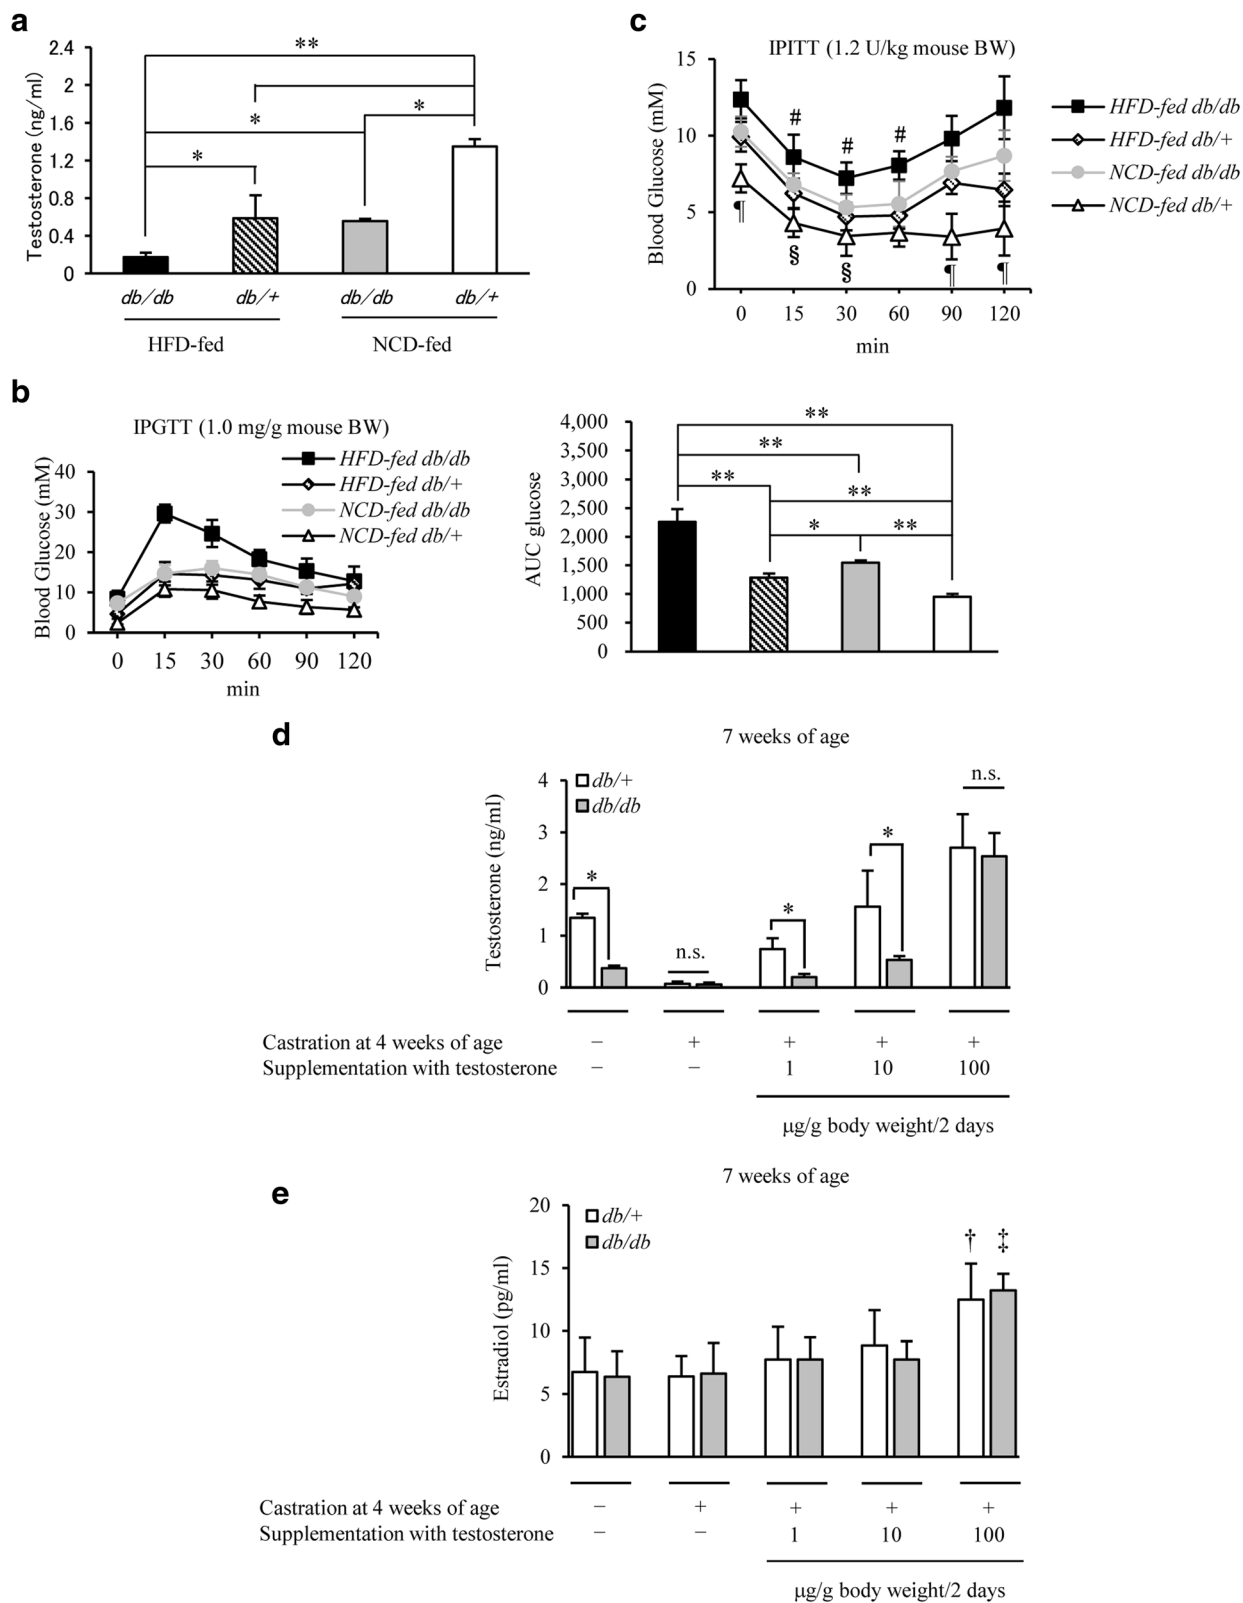 a
**
*
*
*
Testosterone (ng/ml)
2.4
2
1.6
1.2
0.8
0.4
0
db/db db/+ db/db db/+
HFD-fed NCD-fed
c
IPITT (1.2 U/kg mouse BW)
Blood Glucose (mM)
15
10
5
0
# # #
¶ § § ¶ ¶
0 15 30 60 90 120
min
HFD-fed db/db
HFD-fed db/+
NCD-fed db/db
NCD-fed db/+
b
IPGTT (1.0 mg/g mouse BW)
HFD-fed db/db
HFD-fed db/+
NCD-fed db/db
NCD-fed db/+
Blood Glucose (mM)
40
30
20
10
0
0 15 30 60 90 120
min
AUC glucose
4,000
3,500
3,000
2,500
2,000
1,500
1,000
500
0
**
**
** **
* **
d
7 weeks of age
db/+
db/db
Testosterone (ng/ml)
4
3
2
1
0
* n.s. * * n.s.
Castration at 4 weeks of age − + + + +
Supplementation with testosterone − − 1 10 100
μg/g body weight/2 days
e
7 weeks of age
db/+
db/db
Estradiol (pg/ml)
20
15
10
5
0
† ‡
Castration at 4 weeks of age − + + + +
Supplementation with testosterone − − 1 10 100
μg/g body weight/2 days